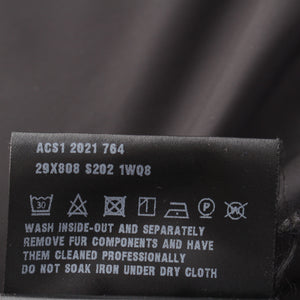 ACS1 2021 764
29X808 S202 1WQ8
30 P
WASH INSIDE-OUT AND SEPARATELY
REMOVE FUR COMPONENTS AND HAVE
THEM CLEANED PROFESSIONALLY
DO NOT SOAK IRON UNDER DRY CLOTH